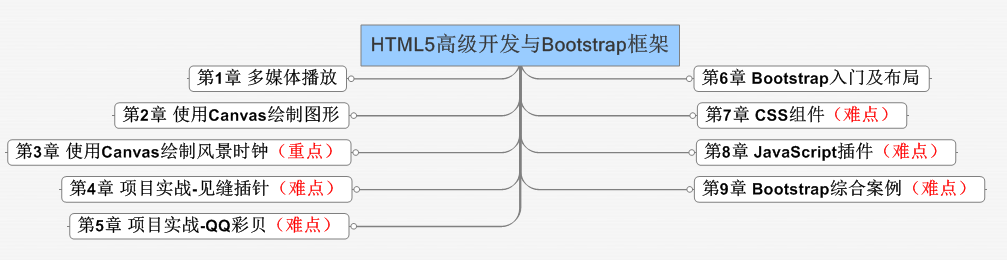 HTML5高级开发与Bootstrap框架
第1章 多媒体播放
第2章 使用Canvas绘制图形
第3章 使用Canvas绘制风景时钟（重点）
第4章 项目实战-见缝插针（难点）
第5章 项目实战-QQ彩贝（难点）
第6章 Bootstrap入门及布局
第7章 CSS组件（难点）
第8章 JavaScript插件（难点）
第9章 Bootstrap综合案例（难点）